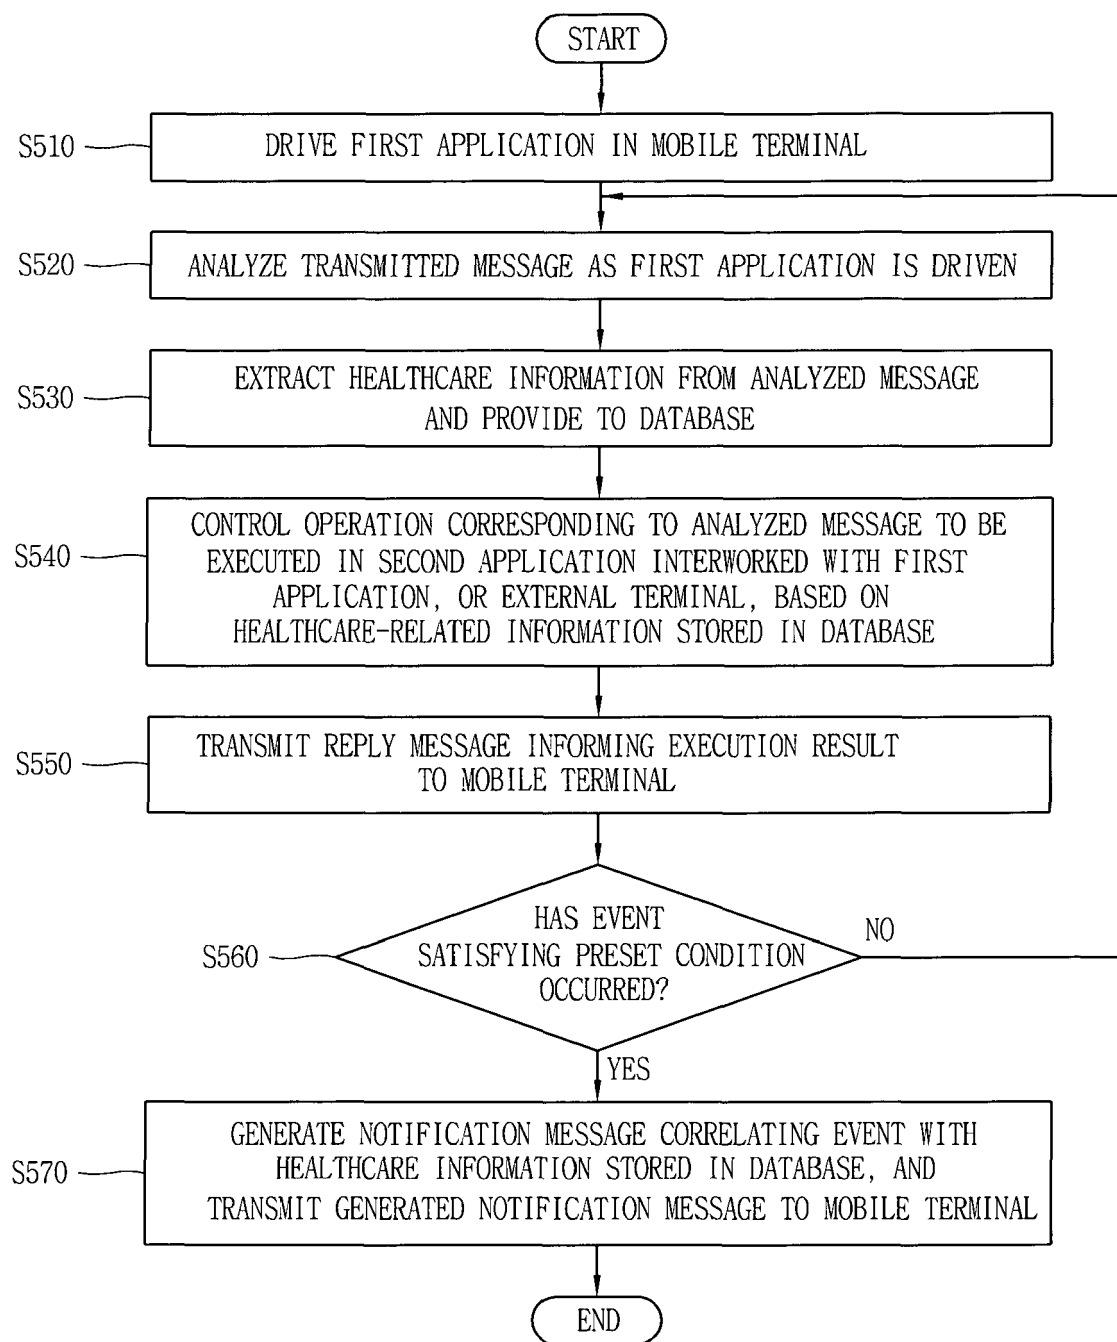 START
S510
DRIVE FIRST APPLICATION IN MOBILE TERMINAL
S520
ANALYZE TRANSMITTED MESSAGE AS FIRST APPLICATION IS DRIVEN
S530
EXTRACT HEALTHCARE INFORMATION FROM ANALYZED MESSAGE
AND PROVIDE TO DATABASE
S540
CONTROL OPERATION CORRESPONDING TO ANALYZED MESSAGE TO BE
EXECUTED IN SECOND APPLICATION INTERWORKED WITH FIRST
APPLICATION, OR EXTERNAL TERMINAL, BASED ON
HEALTHCARE-RELATED INFORMATION STORED IN DATABASE
S550
TRANSMIT REPLY MESSAGE INFORMING EXECUTION RESULT
TO MOBILE TERMINAL
S560
HAS EVENT
SATISFYING PRESET CONDITION
OCCURRED?
NO
YES
S570
GENERATE NOTIFICATION MESSAGE CORRELATING EVENT WITH
HEALTHCARE INFORMATION STORED IN DATABASE, AND
TRANSMIT GENERATED NOTIFICATION MESSAGE TO MOBILE TERMINAL
END